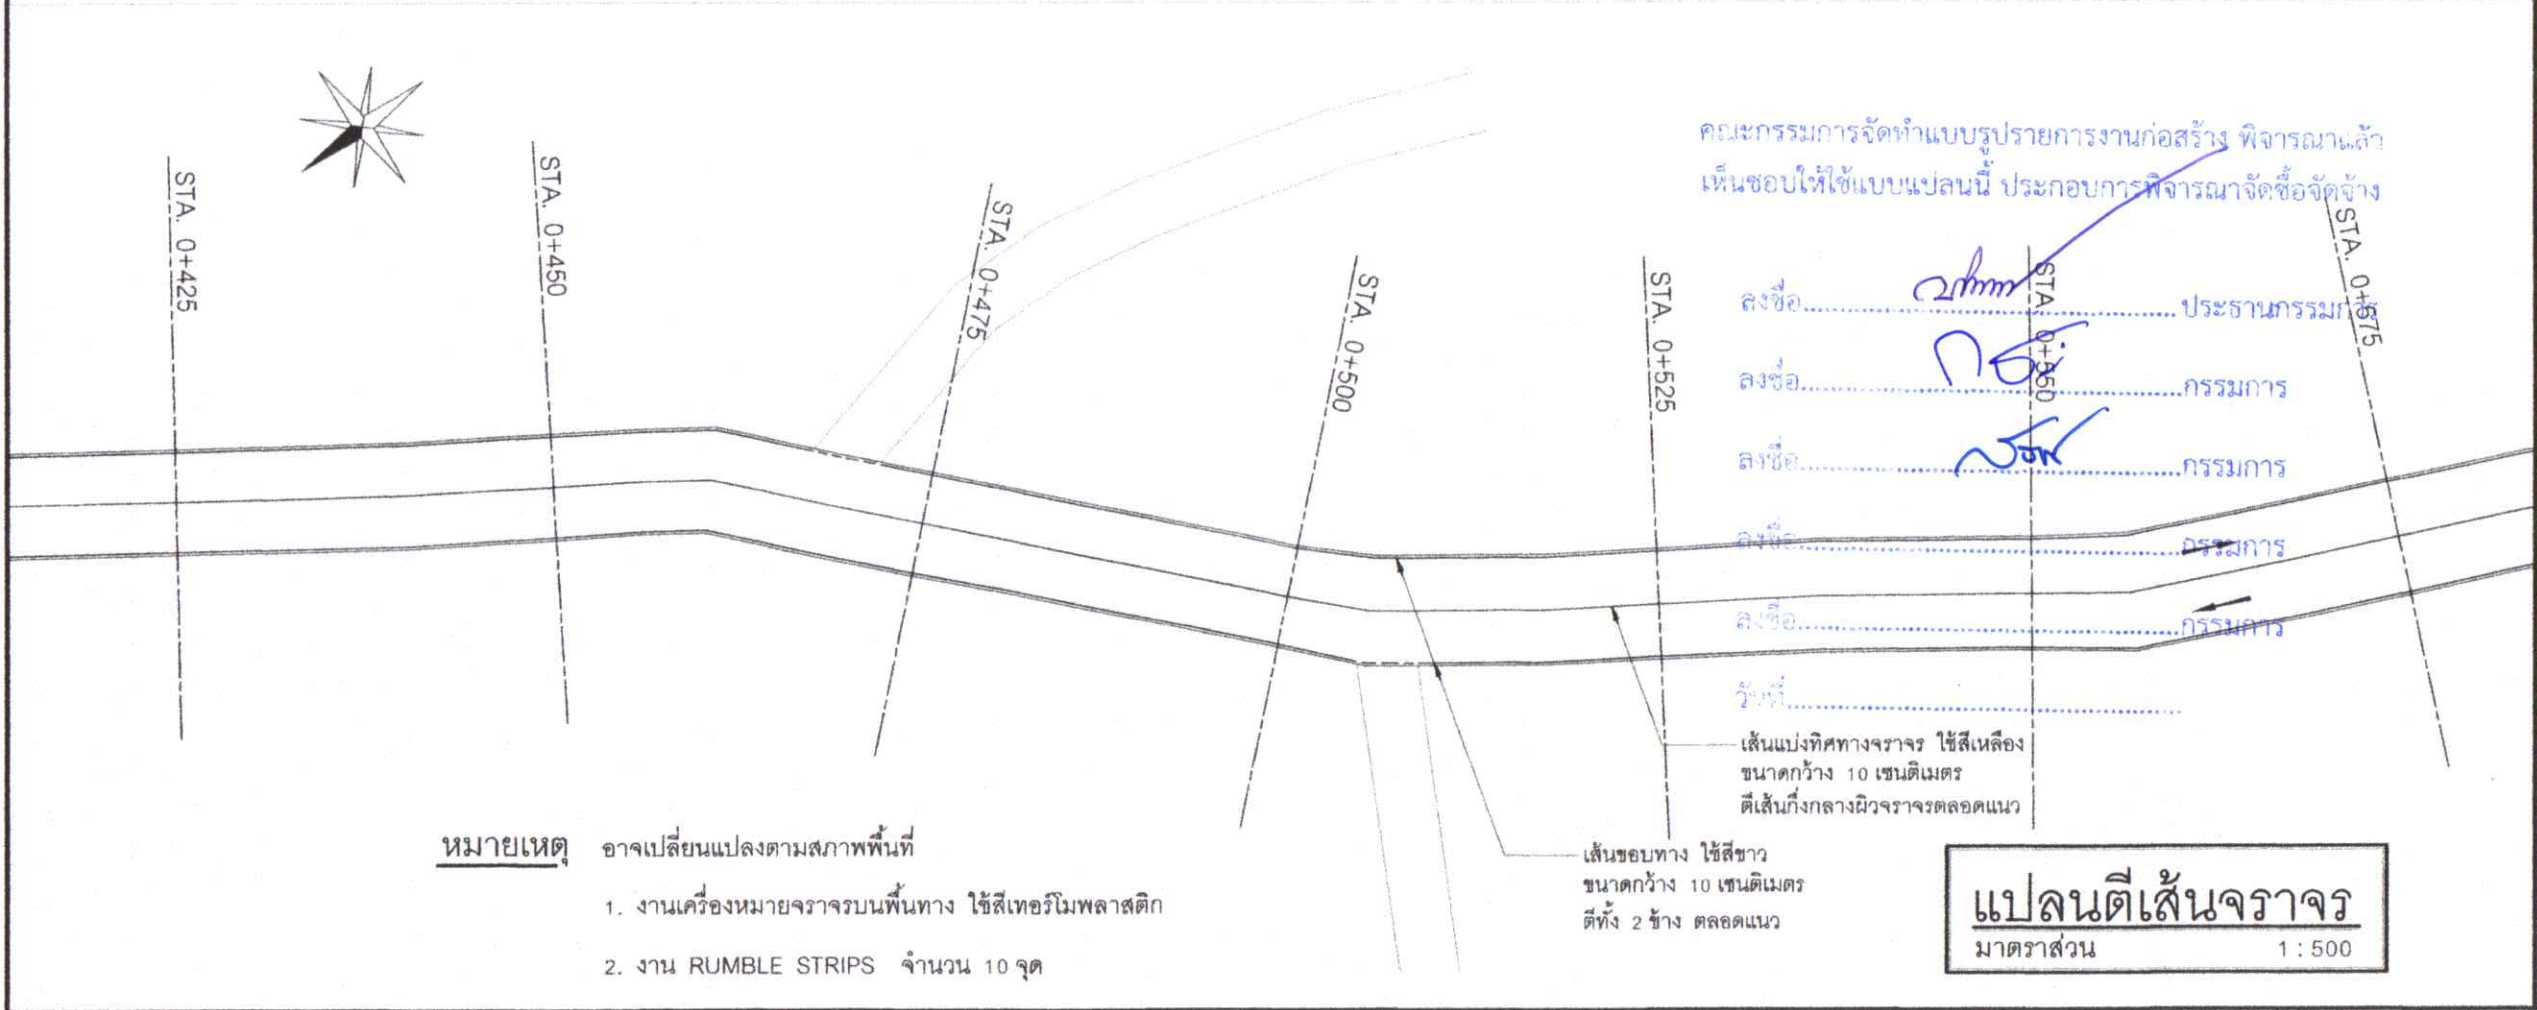 คณะกรรมการจัดทำแบบรูปรายการงานก่อสร้าง พิจารณาแล้ว
เห็นชอบให้ใช้แบบแปลนนี้ ประกอบการพิจารณาจัดซื้อจัดจ้าง
STA. 0+425
STA. 0+450
STA. 0+475
STA. 0+500
STA. 0+525
STA. 0+550
STA. 0+575
ลงชื่อ..............................ประธานกรรมการ
ลงชื่อ..............................กรรมการ
ลงชื่อ..............................กรรมการ
ลงชื่อ..............................กรรมการ
ลงชื่อ..............................กรรมการ
วันที่..............................
เส้นแบ่งทิศทางจราจร ใช้สีเหลือง
ขนาดกว้าง 10 เซนติเมตร
ตีเส้นกึ่งกลางผิวจราจรตลอดแนว
เส้นขอบทาง ใช้สีขาว
ขนาดกว้าง 10 เซนติเมตร
ตีทั้ง 2 ข้าง ตลอดแนว
หมายเหตุ อาจเปลี่ยนแปลงตามสภาพพื้นที่
1. งานเครื่องหมายจราจรบนพื้นทาง ใช้สีเทอร์โมพลาสติก
2. งาน RUMBLE STRIPS จำนวน 10 จุด
แปลนตีเส้นจราจร
มาตราส่วน 1 : 500